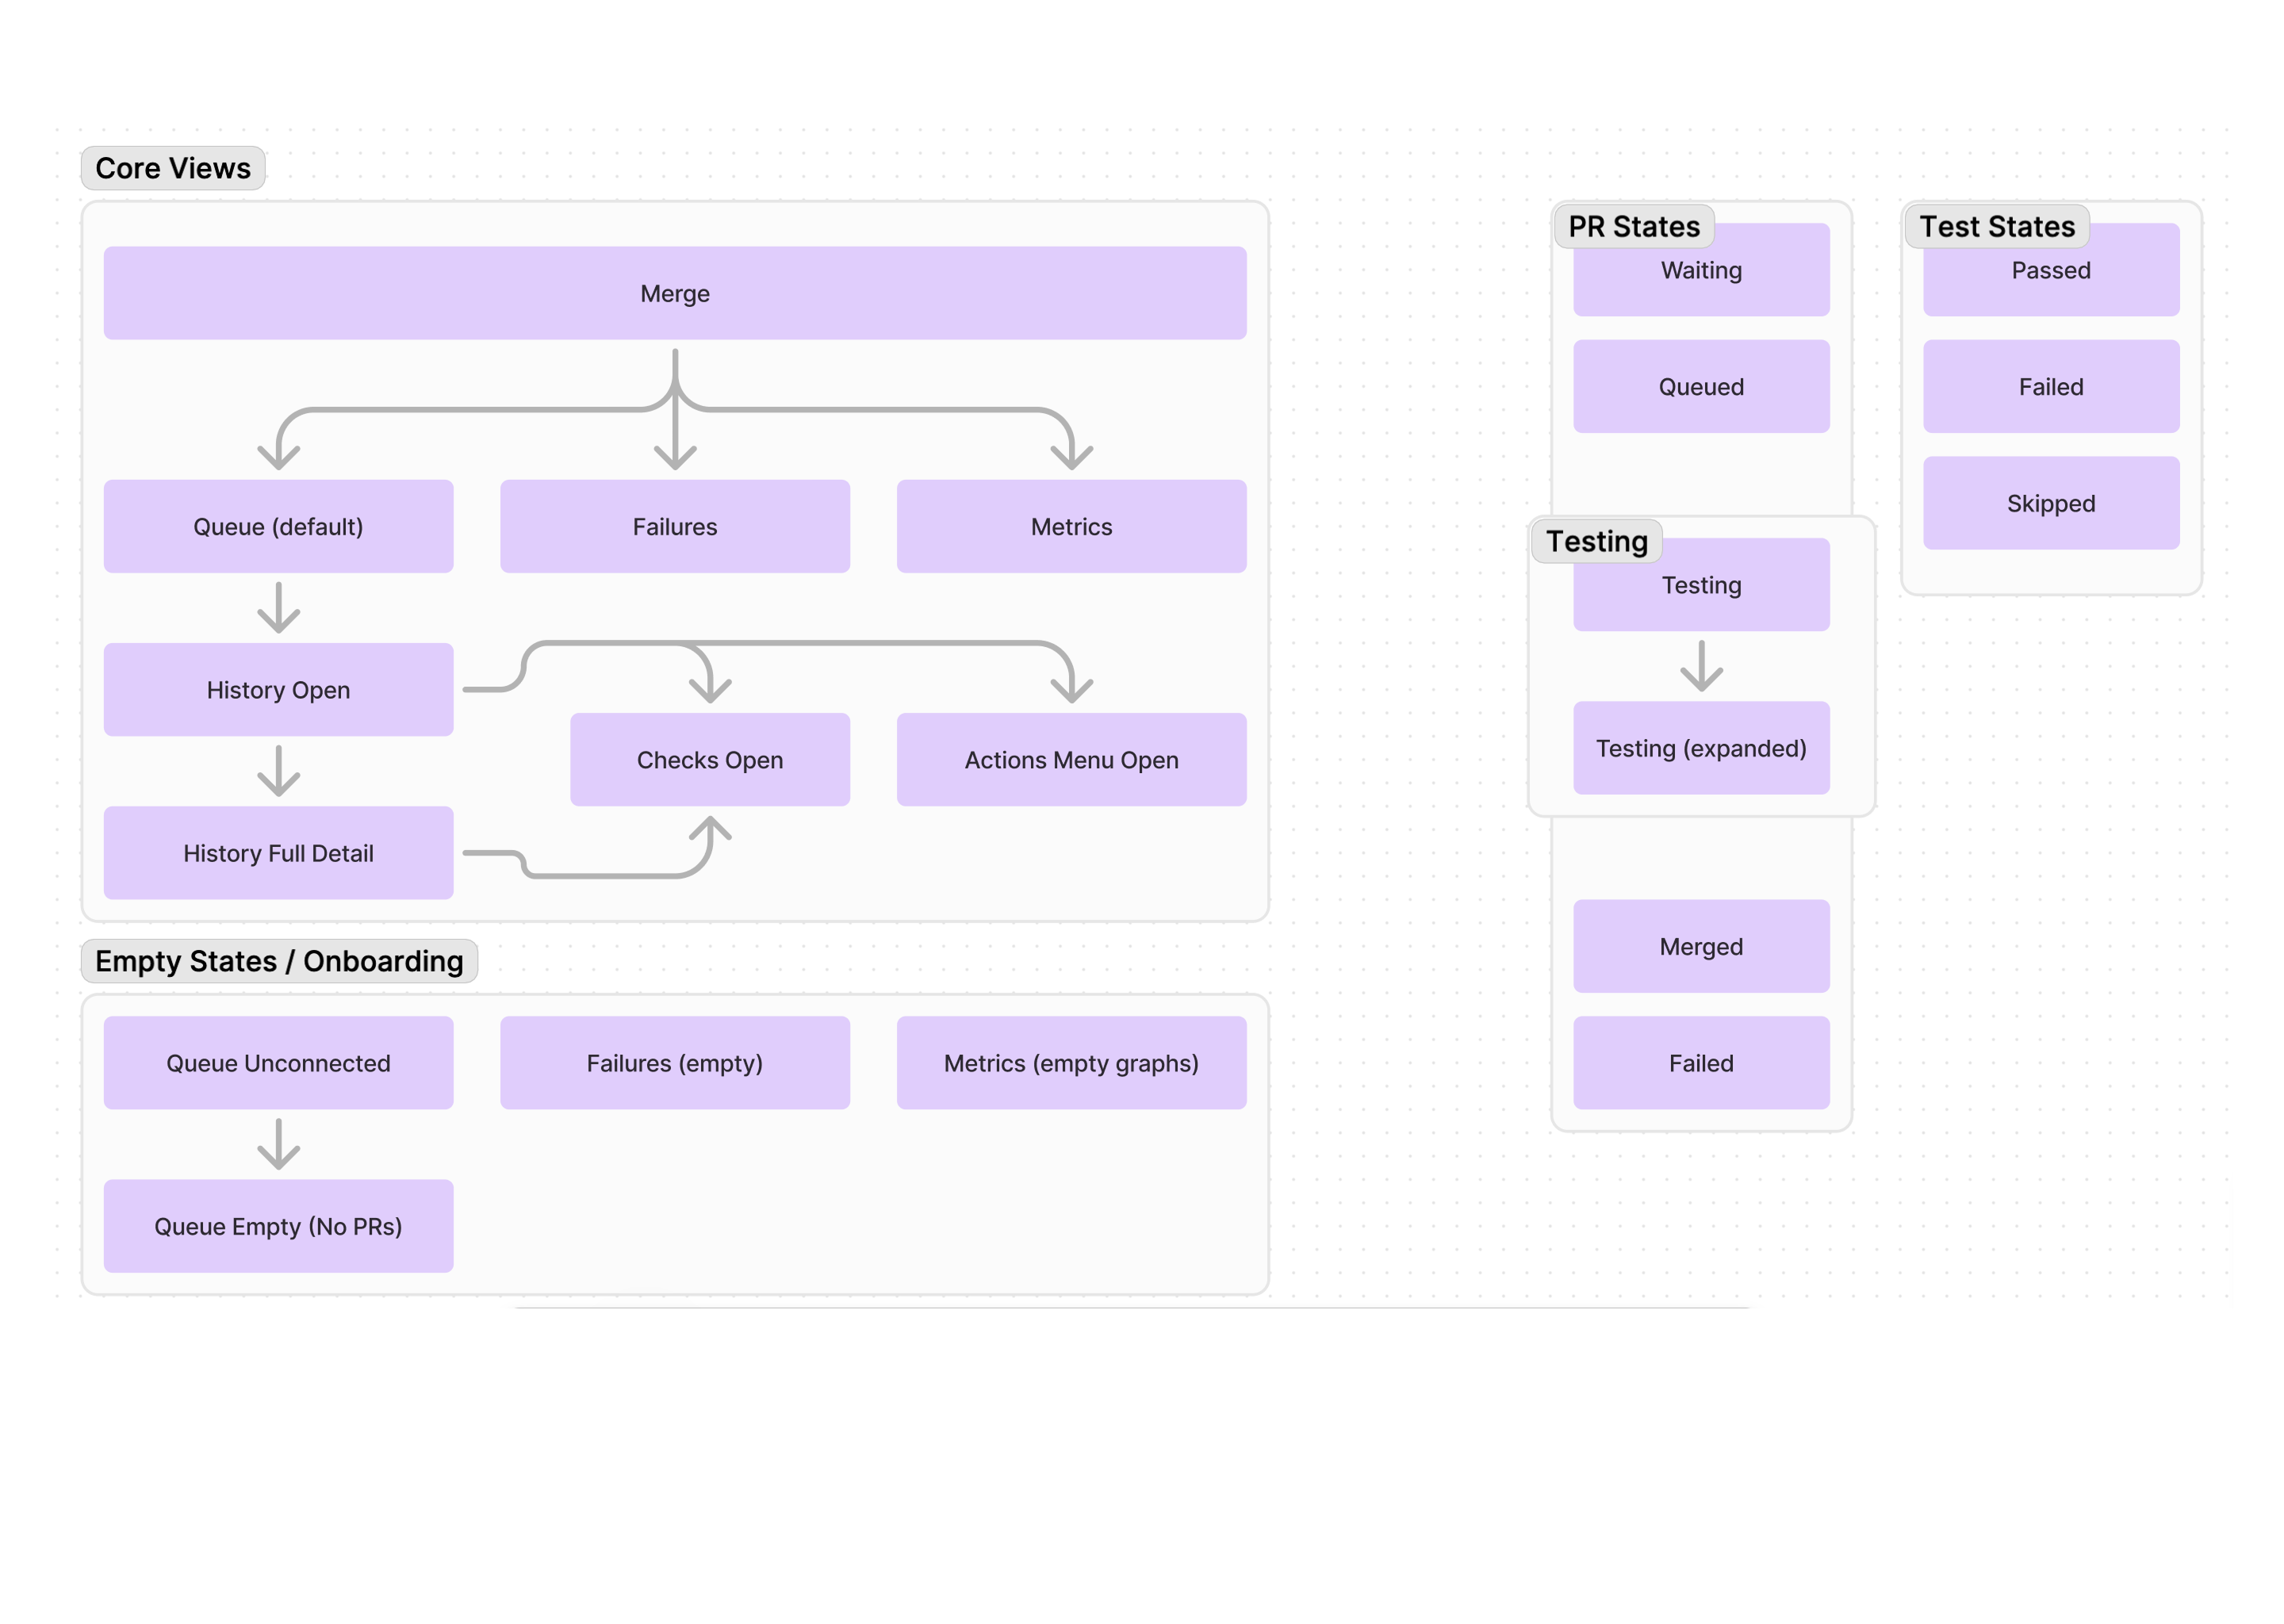 Core Views
Merge
Queue (default)
Failures
Metrics
History Open
Checks Open
Actions Menu Open
History Full Detail
Empty States / Onboarding
Queue Unconnected
Failures (empty)
Metrics (empty graphs)
Queue Empty (No PRs)
PR States
Waiting
Queued
Testing
Testing
Testing (expanded)
Merged
Failed
Test States
Passed
Failed
Skipped